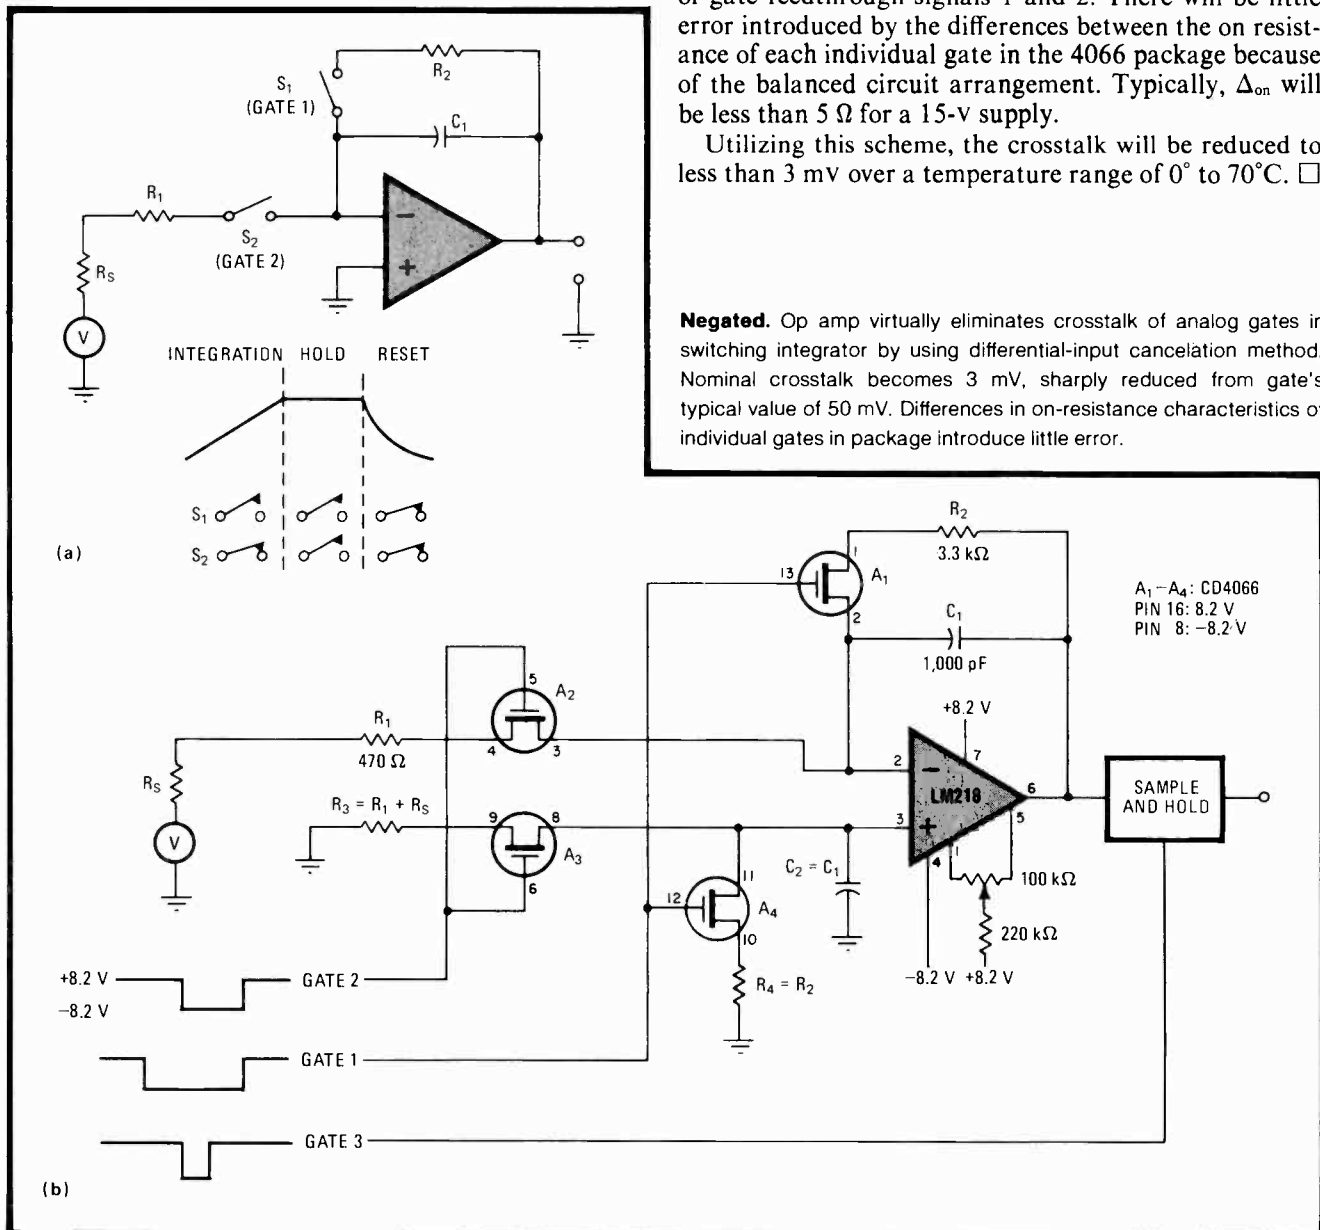 of gate feedthrough signals 1 and 2. There will be little
error introduced by the differences between the on resist-
ance of each individual gate in the 4066 package because
of the balanced circuit arrangement. Typically, Δon will
be less than 5 Ω for a 15-V supply.
Utilizing this scheme, the crosstalk will be reduced to
less than 3 mV over a temperature range of 0° to 70°C. □
Negated. Op amp virtually eliminates crosstalk of analog gates in
switching integrator by using differential-input cancelation method.
Nominal crosstalk becomes 3 mV, sharply reduced from gate's
typical value of 50 mV. Differences in on-resistance characteristics of
individual gates in package introduce little error.
R2
S1
(GATE 1)
C1
R1
S2
(GATE 2)
RS
−
+
V
INTEGRATION HOLD RESET
S1
S2
(a)
R2
3.3 kΩ
1
13
A1
2
C1
1,000 pF
A1–A4: CD4066
PIN 16: 8.2 V
PIN 8: −8.2 V
5
A2
R1
470 Ω
4
3
+8.2 V
7
2
−
LM218
6
SAMPLE
AND HOLD
RS
V
R3 = R1 + RS
9
8
A3
6
3
+
4
1
5
C2 = C1
100 kΩ
11
12
A4
10
220 kΩ
−8.2 V +8.2 V
R4 = R2
+8.2 V
−8.2 V
GATE 2
GATE 1
GATE 3
(b)